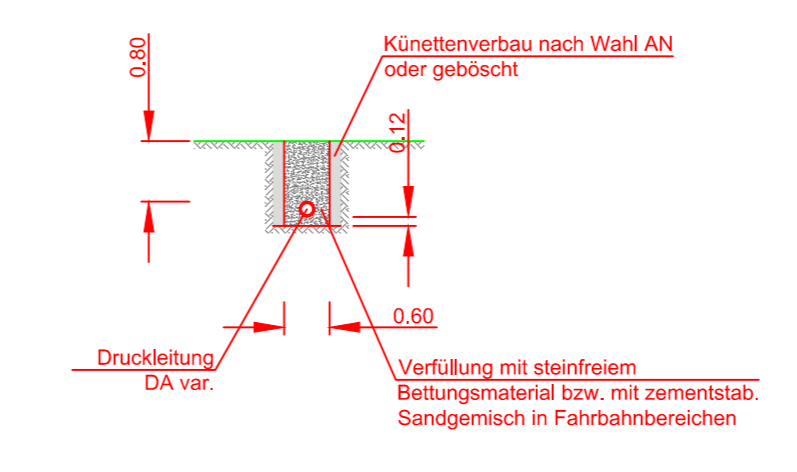 0.80
Künettenverbau nach Wahl AN
oder geböscht
0.12
0.60
Druckleitung
DA var.
Verfüllung mit steinfreiem
Bettungsmaterial bzw. mit zementstab.
Sandgemisch in Fahrbahnbereichen